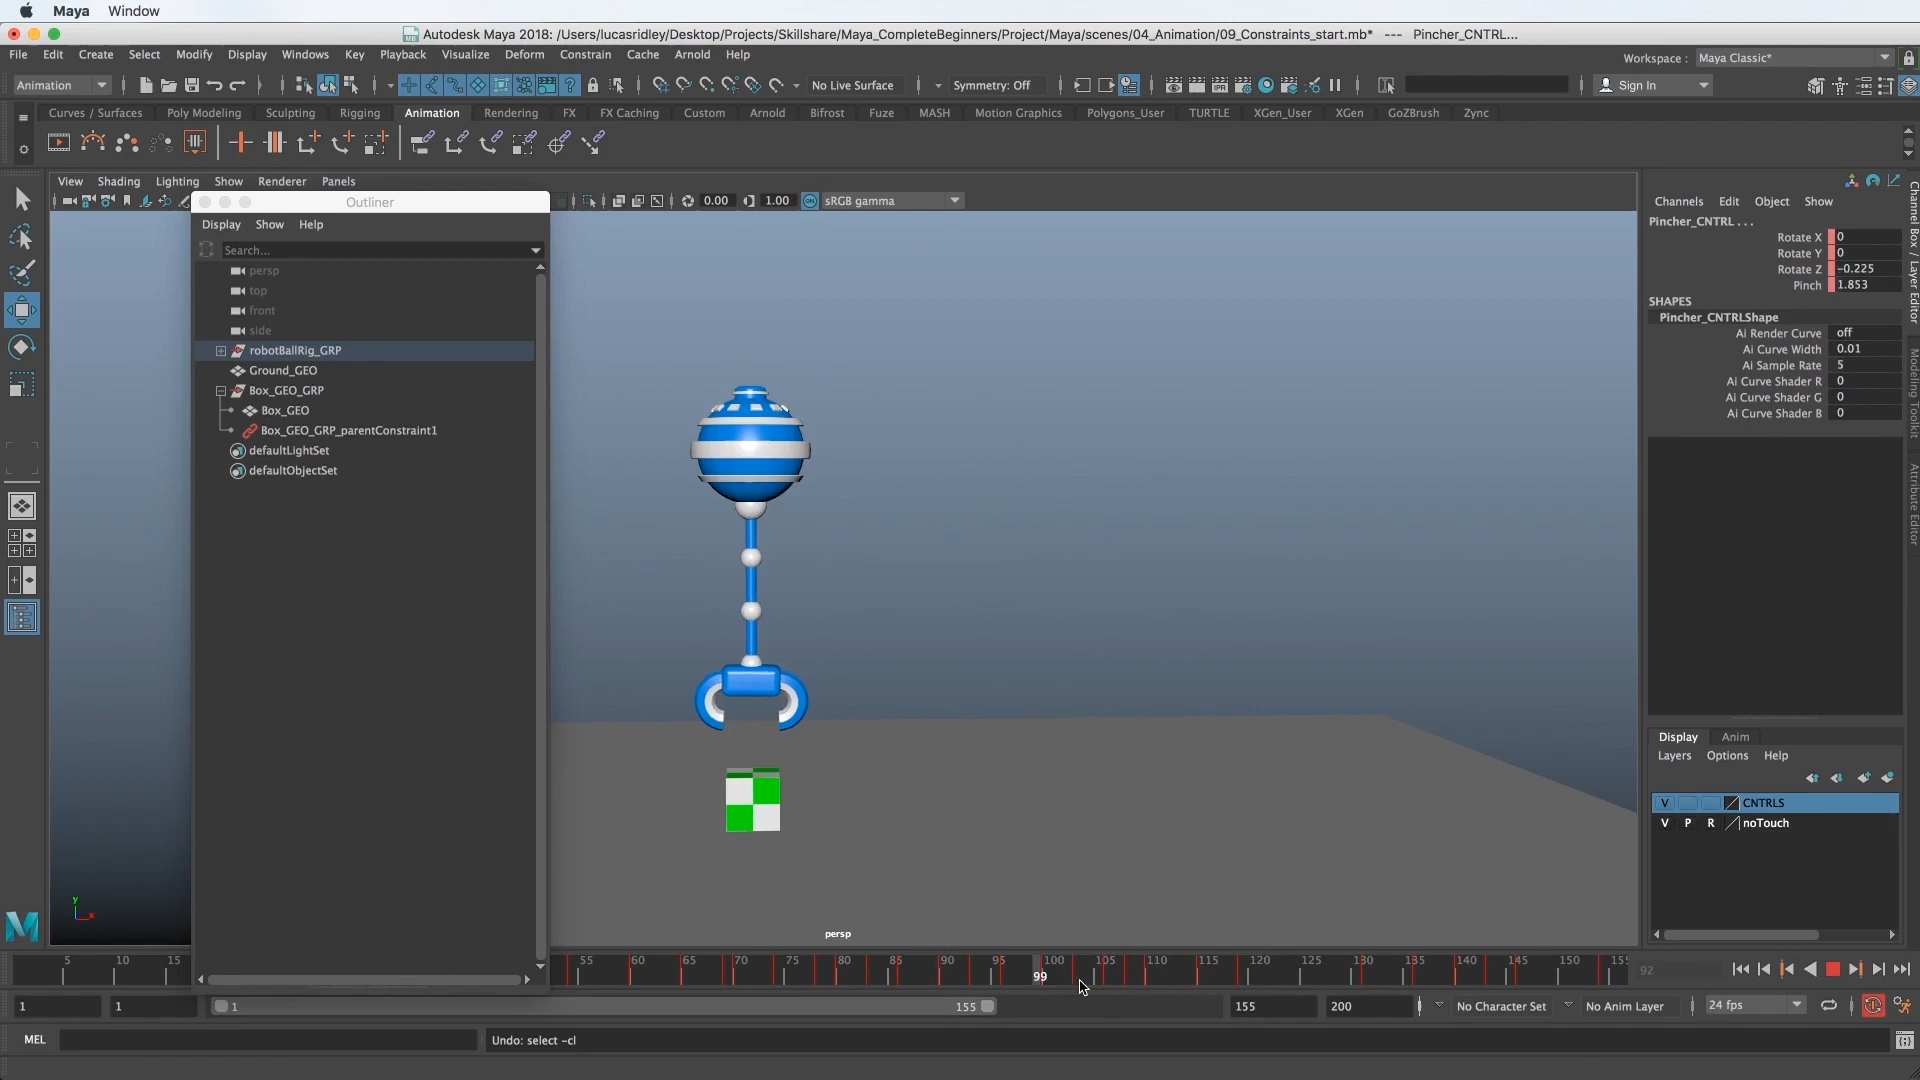 Maya Window
Autodesk Maya 2018: /Users/lucasridley/Desktop/Projects/Skillshare/Maya_CompleteBeginners/Project/Maya/scenes/04_Animation/09_Constraints_start.mb* --- Pincher_CNTRL...
File Edit Create Select Modify Display Windows Key Playback Visualize Deform Constrain Cache Arnold Help
Workspace : Maya Classic*
Animation No Live Surface Symmetry: Off Sign In
Curves / Surfaces Poly Modeling Sculpting Rigging Animation Rendering FX FX Caching Custom Arnold Bifrost Fuze MASH Motion Graphics Polygons_User TURTLE XGen_User XGen GoZBrush Zync
View Shading Lighting Show Renderer Panels
0.00 1.00 ON sRGB gamma
Outliner
Display Show Help
Search...
persp
top
front
side
robotBallRig_GRP
Ground_GEO
Box_GEO_GRP
Box_GEO
Box_GEO_GRP_parentConstraint1
defaultLightSet
defaultObjectSet
y
x
persp
Channels Edit Object Show
Pincher_CNTRL . . .
Rotate X 0
Rotate Y 0
Rotate Z -0.225
Pinch 1.853
SHAPES
Pincher_CNTRLShape
Ai Render Curve off
Ai Curve Width 0.01
Ai Sample Rate 5
Ai Curve Shader R 0
Ai Curve Shader G 0
Ai Curve Shader B 0
Channel Box / Layer Editor
Modeling Toolkit
Attribute Editor
Display Anim
Layers Options Help
V CNTRLS
V P R noTouch
5 10 15 55 60 65 70 75 80 85 90 95 100 105 110 115 120 125 130 135 140 145 150 155
99
92
1 1 1 155 155 200 No Character Set No Anim Layer 24 fps
MEL Undo: select -cl